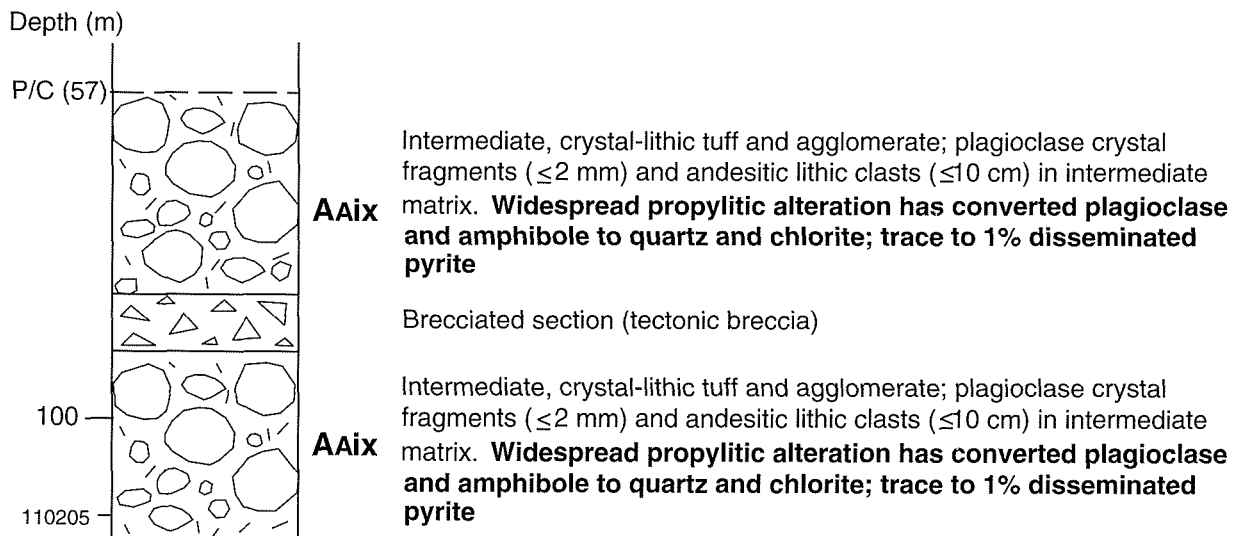 Depth (m)
P/C (57)
Intermediate, crystal-lithic tuff and agglomerate; plagioclase crystal
fragments (≤2 mm) and andesitic lithic clasts (≤10 cm) in intermediate
AAix
matrix. Widespread propylitic alteration has converted plagioclase
and amphibole to quartz and chlorite; trace to 1% disseminated
pyrite
Brecciated section (tectonic breccia)
Intermediate, crystal-lithic tuff and agglomerate; plagioclase crystal
100
fragments (≤2 mm) and andesitic lithic clasts (≤10 cm) in intermediate
AAix
matrix. Widespread propylitic alteration has converted plagioclase
and amphibole to quartz and chlorite; trace to 1% disseminated
pyrite
110205